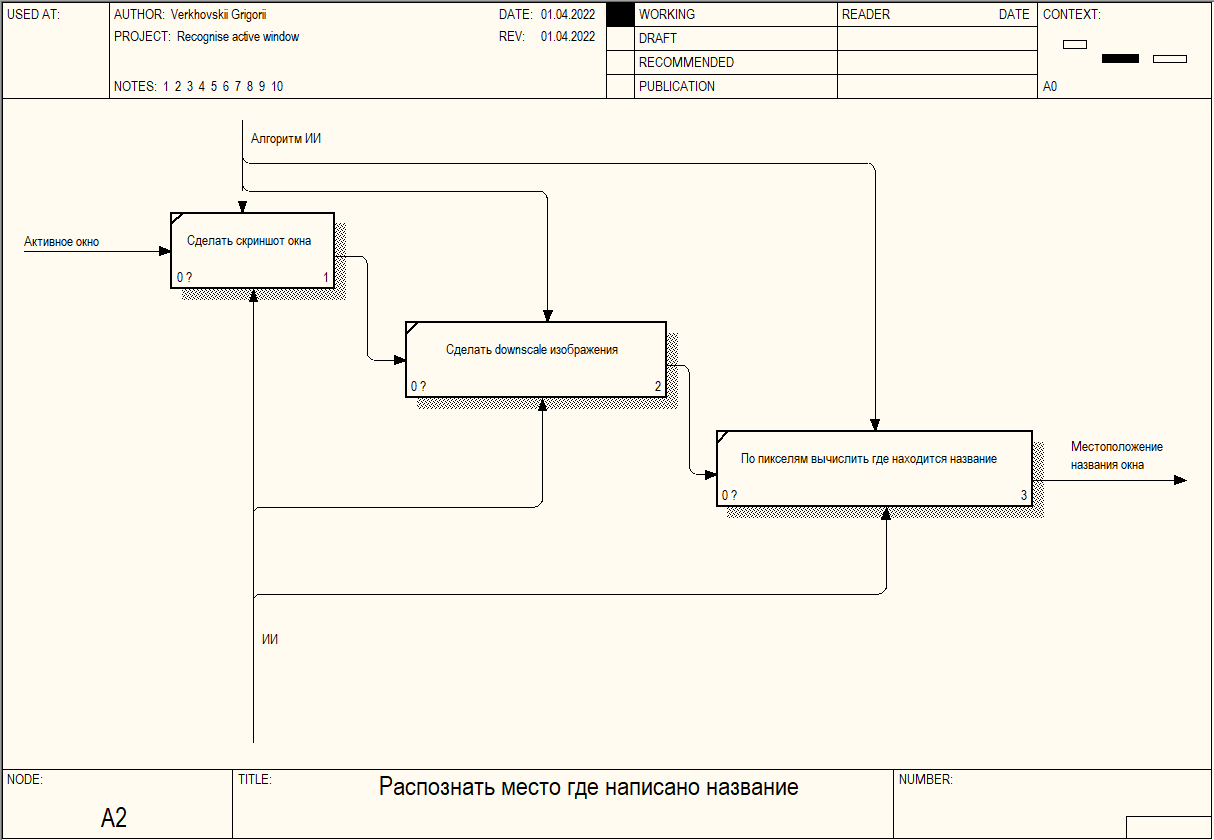 USED AT:
AUTHOR: Verkhovskii Grigorii
DATE: 01.04.2022
PROJECT: Recognise active window
REV: 01.04.2022
NOTES: 1 2 3 4 5 6 7 8 9 10
WORKING
DRAFT
RECOMMENDED
PUBLICATION
READER
DATE
CONTEXT:
A0
Алгоритм ИИ
Активное окно
Сделать скриншот окна
0 ?
1
Сделать downscale изображения
0 ?
2
По пикселям вычислить где находится название
0 ?
3
Местоположение
названия окна
ИИ
NODE:
A2
TITLE:
Распознать место где написано название
NUMBER: